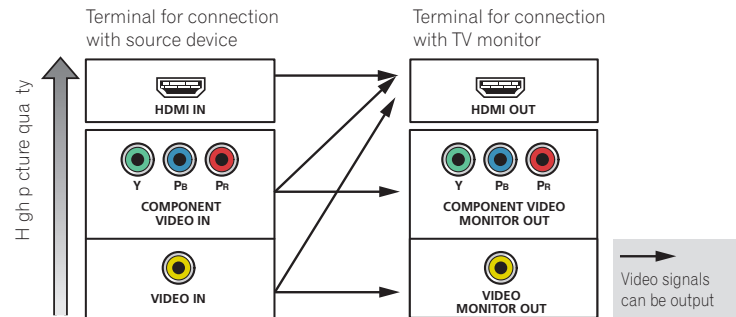 Terminal for connection
with source device
Terminal for connection
with TV monitor
H gh p cture qua ty
HDMI IN
HDMI OUT
Y PB PR
COMPONENT
VIDEO IN
Y PB PR
COMPONENT VIDEO
MONITOR OUT
VIDEO IN
VIDEO
MONITOR OUT
Video signals
can be output